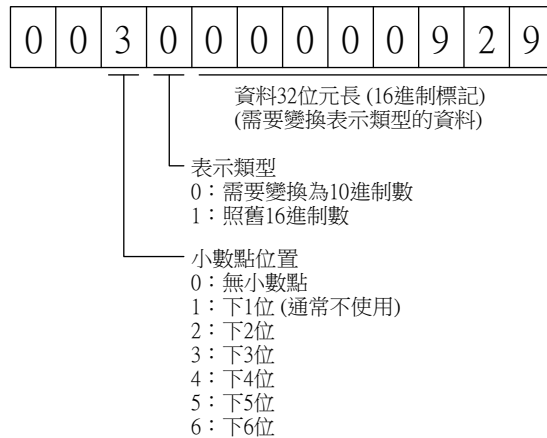 0 0 3 0 0 0 0 0 0 9 2 9
資料32位元長 (16進制標記)
(需要變換表示類型的資料)
表示類型
0：需要變換為10進制數
1：照舊16進制數
小數點位置
0：無小數點
1：下1位 (通常不使用)
2：下2位
3：下3位
4：下4位
5：下5位
6：下6位